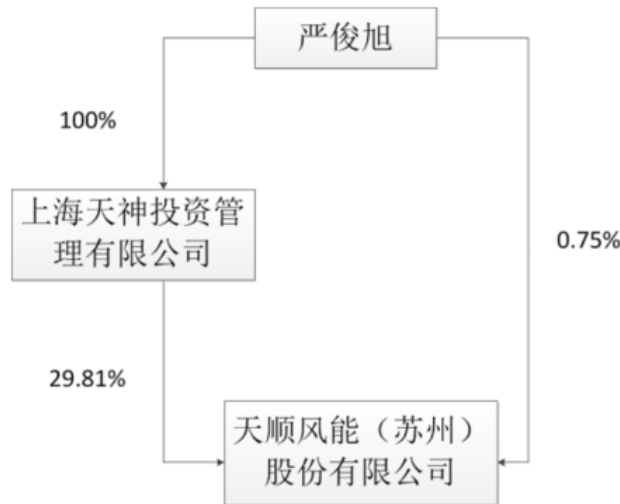 严俊旭
100%
上海天神投资管
理有限公司
0.75%
29.81%
天顺风能（苏州）
股份有限公司